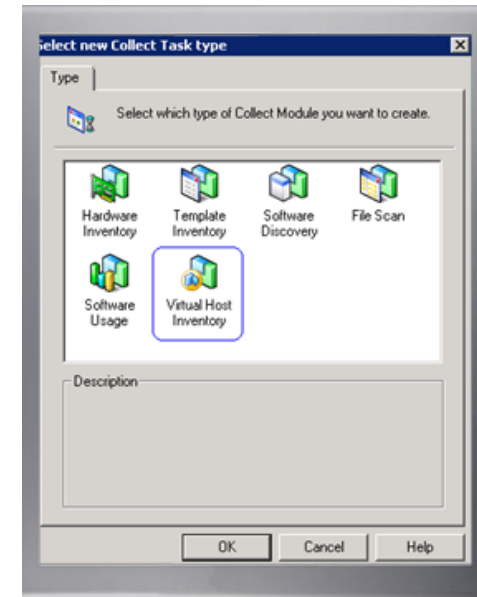 Select new Collect Task type
Type
Select which type of Collect Module you want to create.
Hardware Inventory
Template Inventory
Software Discovery
File Scan
Software Usage
Virtual Host Inventory
Description
OK
Cancel
Help